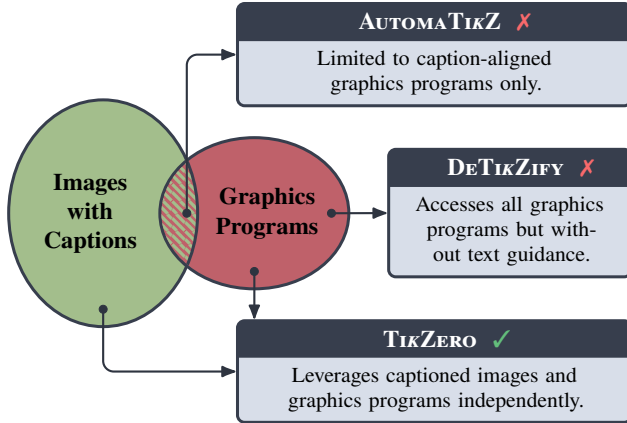 AUTOMATIKZ ✗
Limited to caption-aligned
graphics programs only.
Images
with
Captions
Graphics
Programs
DETIKZIFY ✗
Accesses all graphics
programs but with-
out text guidance.
TIKZERO ✓
Leverages captioned images and
graphics programs independently.